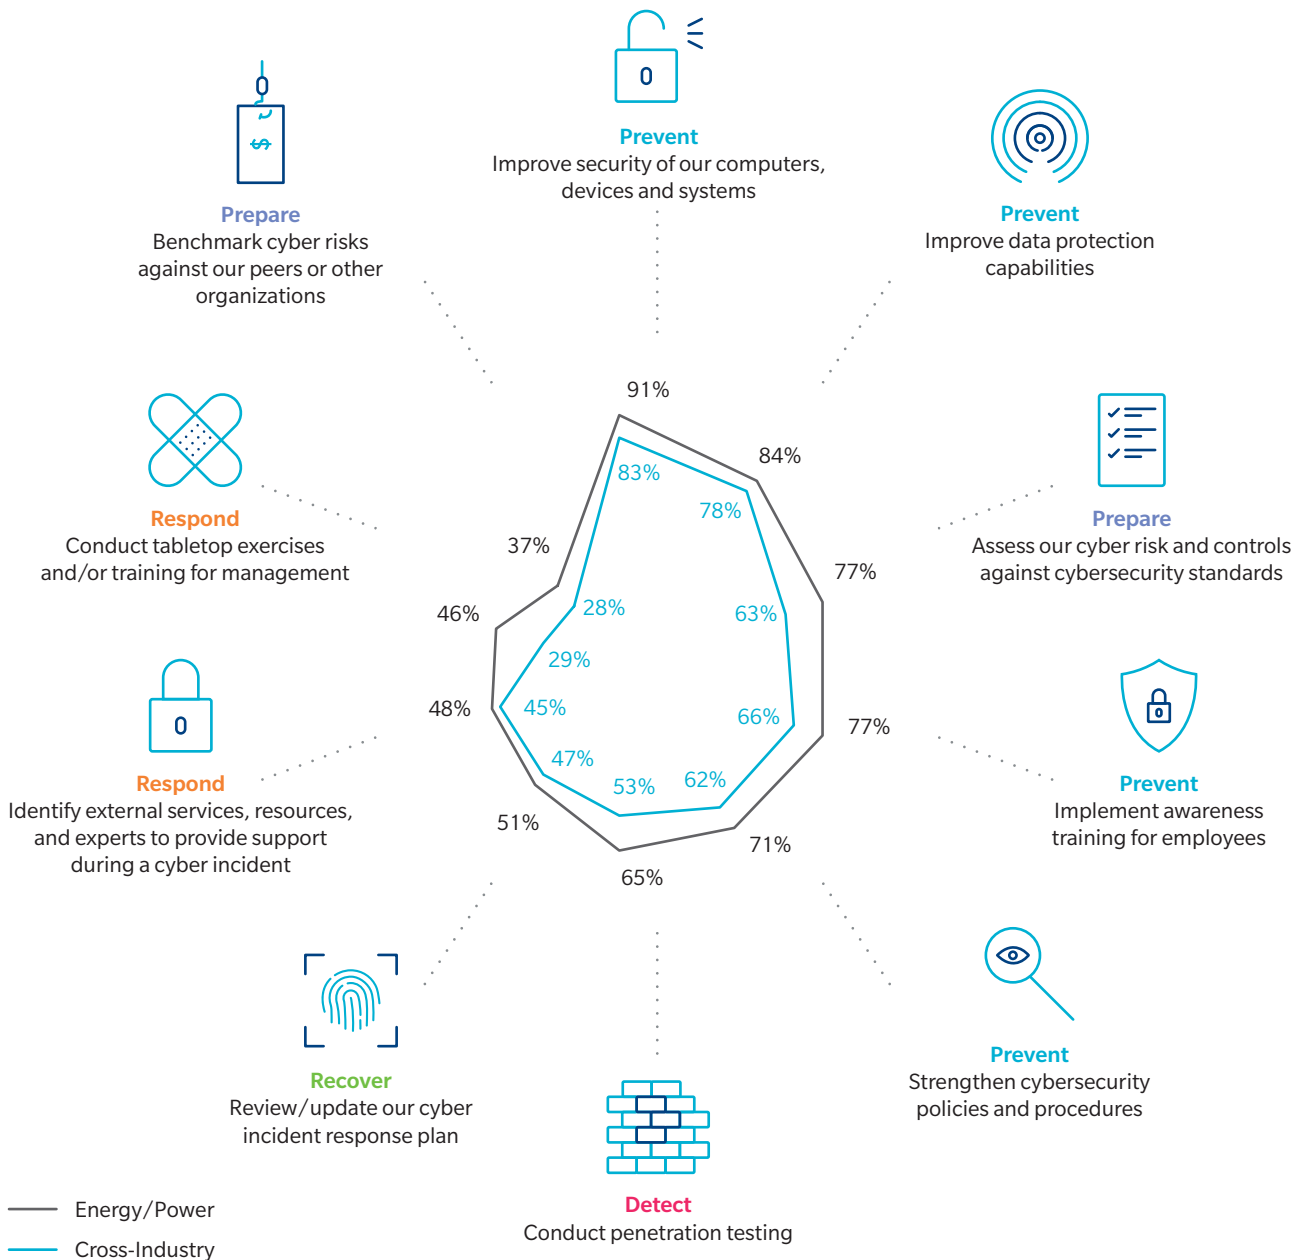 Prevent
Improve security of our computers,
devices and systems
Prepare
Benchmark cyber risks
against our peers or other
organizations
Prevent
Improve data protection
capabilities
91%
84%
83%
78%
Respond
Conduct tabletop exercises
and/or training for management
Prepare
Assess our cyber risk and controls
against cybersecurity standards
37%
77%
46%
28%
63%
29%
48%
45%
66%
77%
47%
53%
62%
51%
71%
65%
Respond
Identify external services, resources,
and experts to provide support
during a cyber incident
Prevent
Implement awareness
training for employees
Recover
Review/update our cyber
incident response plan
Prevent
Strengthen cybersecurity
policies and procedures
Detect
Conduct penetration testing
Energy/Power
Cross-Industry